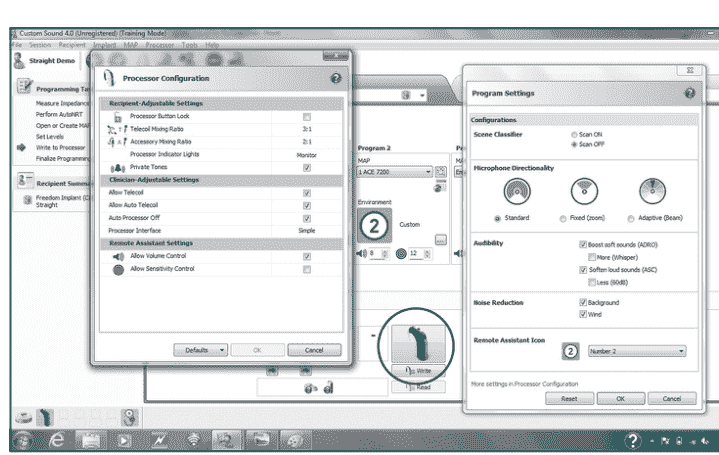 Custom Sound 4.0 (Unregistered) (Training Mode)
File Session Recipient Implant MAP Processor Tools Help
Straight Demo
Programming Ta
Measure Impedanc
Perform AutoNRT
Open or Create MAP
Set Levels
Write to Processor
Finalize Programming
Recipient Summa
Freedom Implant (C
Straight
Processor Configuration
Recipient-Adjustable Settings
Processor Button Lock
Telecoil Mixing Ratio 3:1
Accessory Mixing Ratio 2:1
Processor Indicator Lights Monitor
Private Tones
Clinician-Adjustable Settings
Allow Telecoil
Allow Auto Telecoil
Auto Processor Off
Processor Interface Simple
Remote Assistant Settings
Allow Volume Control
Allow Sensitivity Control
Defaults OK Cancel
Program 2
MAP
1 ACE 7200
Environment
2 Custom
8 12
Write
Read
Program Settings
Configurations
Scene Classifier
Scan ON
Scan OFF
Microphone Directionality
Standard Fixed (zoom) Adaptive (Beam)
Audibility
Boost soft sounds (ADRO)
More (Whisper)
Soften loud sounds (ASC)
Less (80dB)
Noise Reduction
Background
Wind
Remote Assistant Icon
2 Number 2
More settings in Processor Configuration
Reset OK Cancel